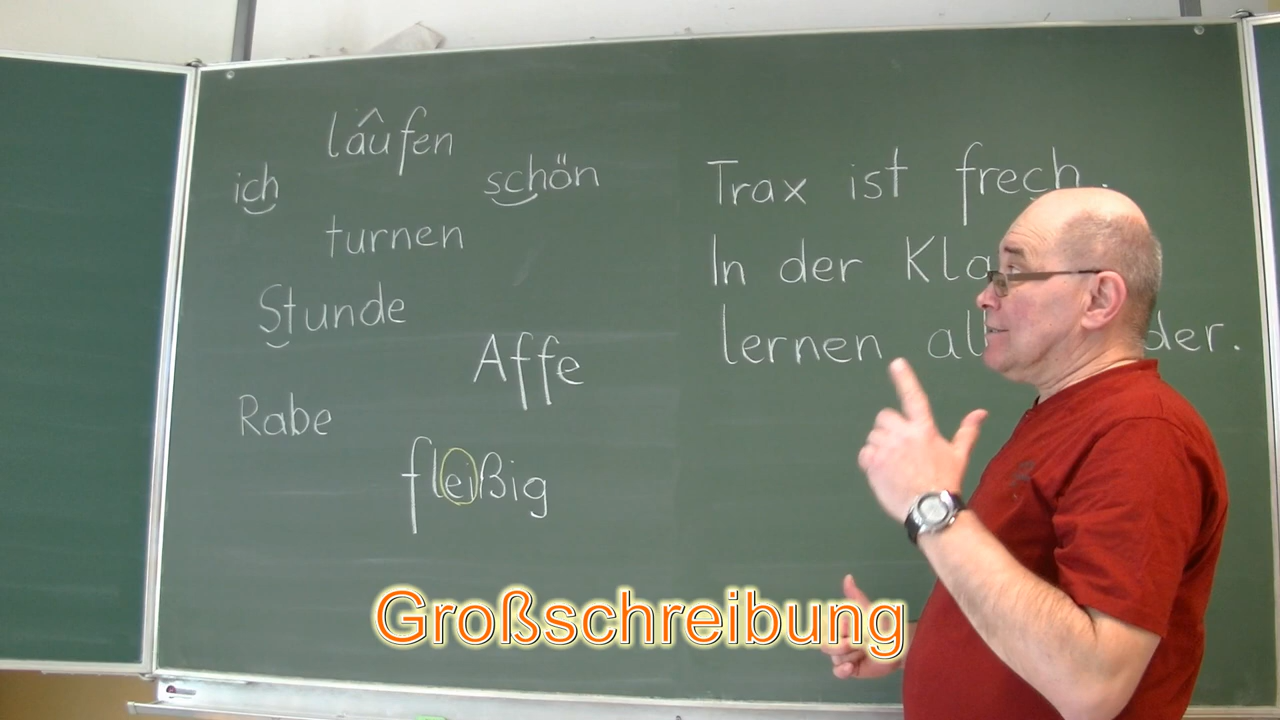 laufen
ich
schön
turnen
Stunde
Affe
Rabe
fleißig
Trax ist frech.
In der
lernen
Großschreibung